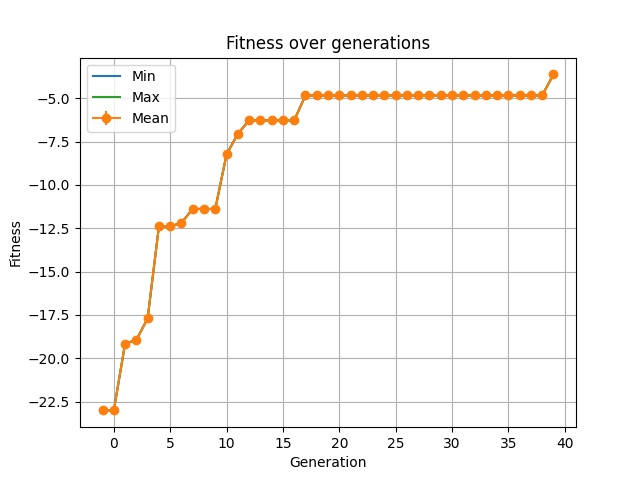 Fitness over generations
Min
Max
Mean
−5.0
−7.5
−10.0
−12.5
−15.0
−17.5
−20.0
−22.5
Fitness
0 5 10 15 20 25 30 35 40
Generation